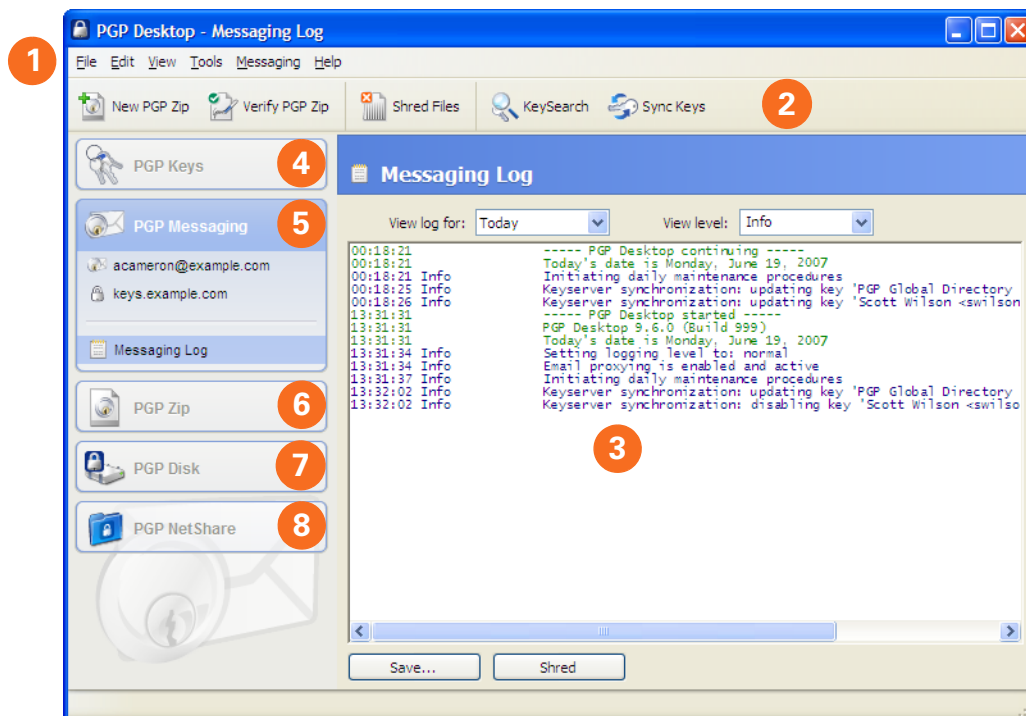 PGP Desktop - Messaging Log
1
File Edit View Tools Messaging Help
New PGP Zip Verify PGP Zip Shred Files KeySearch Sync Keys 2
PGP Keys 4
PGP Messaging 5
acameron@example.com
keys.example.com
Messaging Log
PGP Zip 6
PGP Disk 7
PGP NetShare 8
Messaging Log
View log for: Today View level: Info
00:18:21 ----- PGP Desktop continuing -----
00:18:21 Today's date is Monday, June 19, 2007
00:18:21 Info Initiating daily maintenance procedures
00:18:25 Info Keyserver synchronization: updating key 'PGP Global Directory
00:18:26 Info Keyserver synchronization: updating key 'Scott Wilson <swilson
13:31:31 ----- PGP Desktop started -----
13:31:31 PGP Desktop 9.6.0 (Build 999)
13:31:31 Today's date is Monday, June 19, 2007
13:31:34 Info Setting logging level to: normal
13:31:34 Info Email proxying is enabled and active
13:31:37 Info Initiating daily maintenance procedures
13:32:02 Info Keyserver synchronization: updating key 'PGP Global Directory
13:32:02 Info Keyserver synchronization: disabling key 'Scott Wilson <swilso
3
Save... Shred